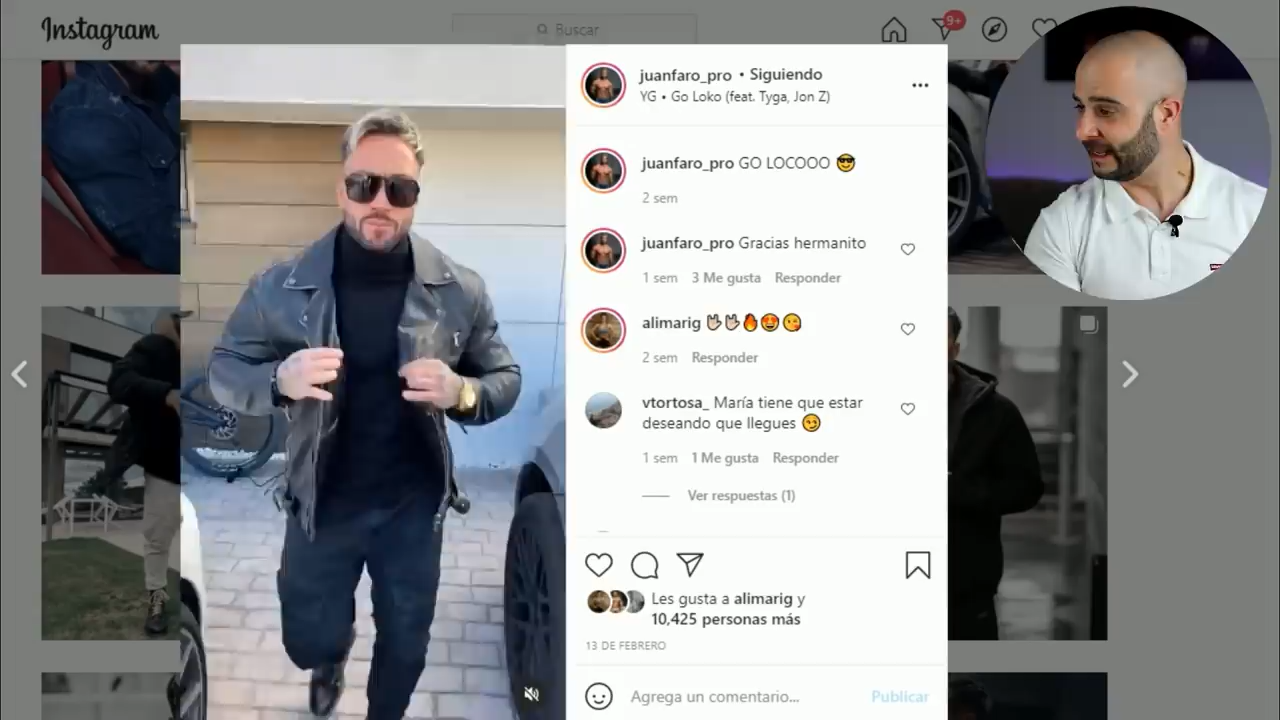 Instagram
Buscar
9+
juanfaro_pro • Siguiendo
YG • Go Loko (feat. Tyga, Jon Z)
juanfaro_pro GO LOCOOO 😎
2 sem
juanfaro_pro Gracias hermanito
1 sem 3 Me gusta Responder
alimarig 🤟🏻🤟🏻🔥😍😘
2 sem Responder
vtortosa_ María tiene que estar
deseando que llegues 😏
1 sem 1 Me gusta Responder
Ver respuestas (1)
Les gusta a alimarig y
10,425 personas más
13 DE FEBRERO
Agrega un comentario...
Publicar